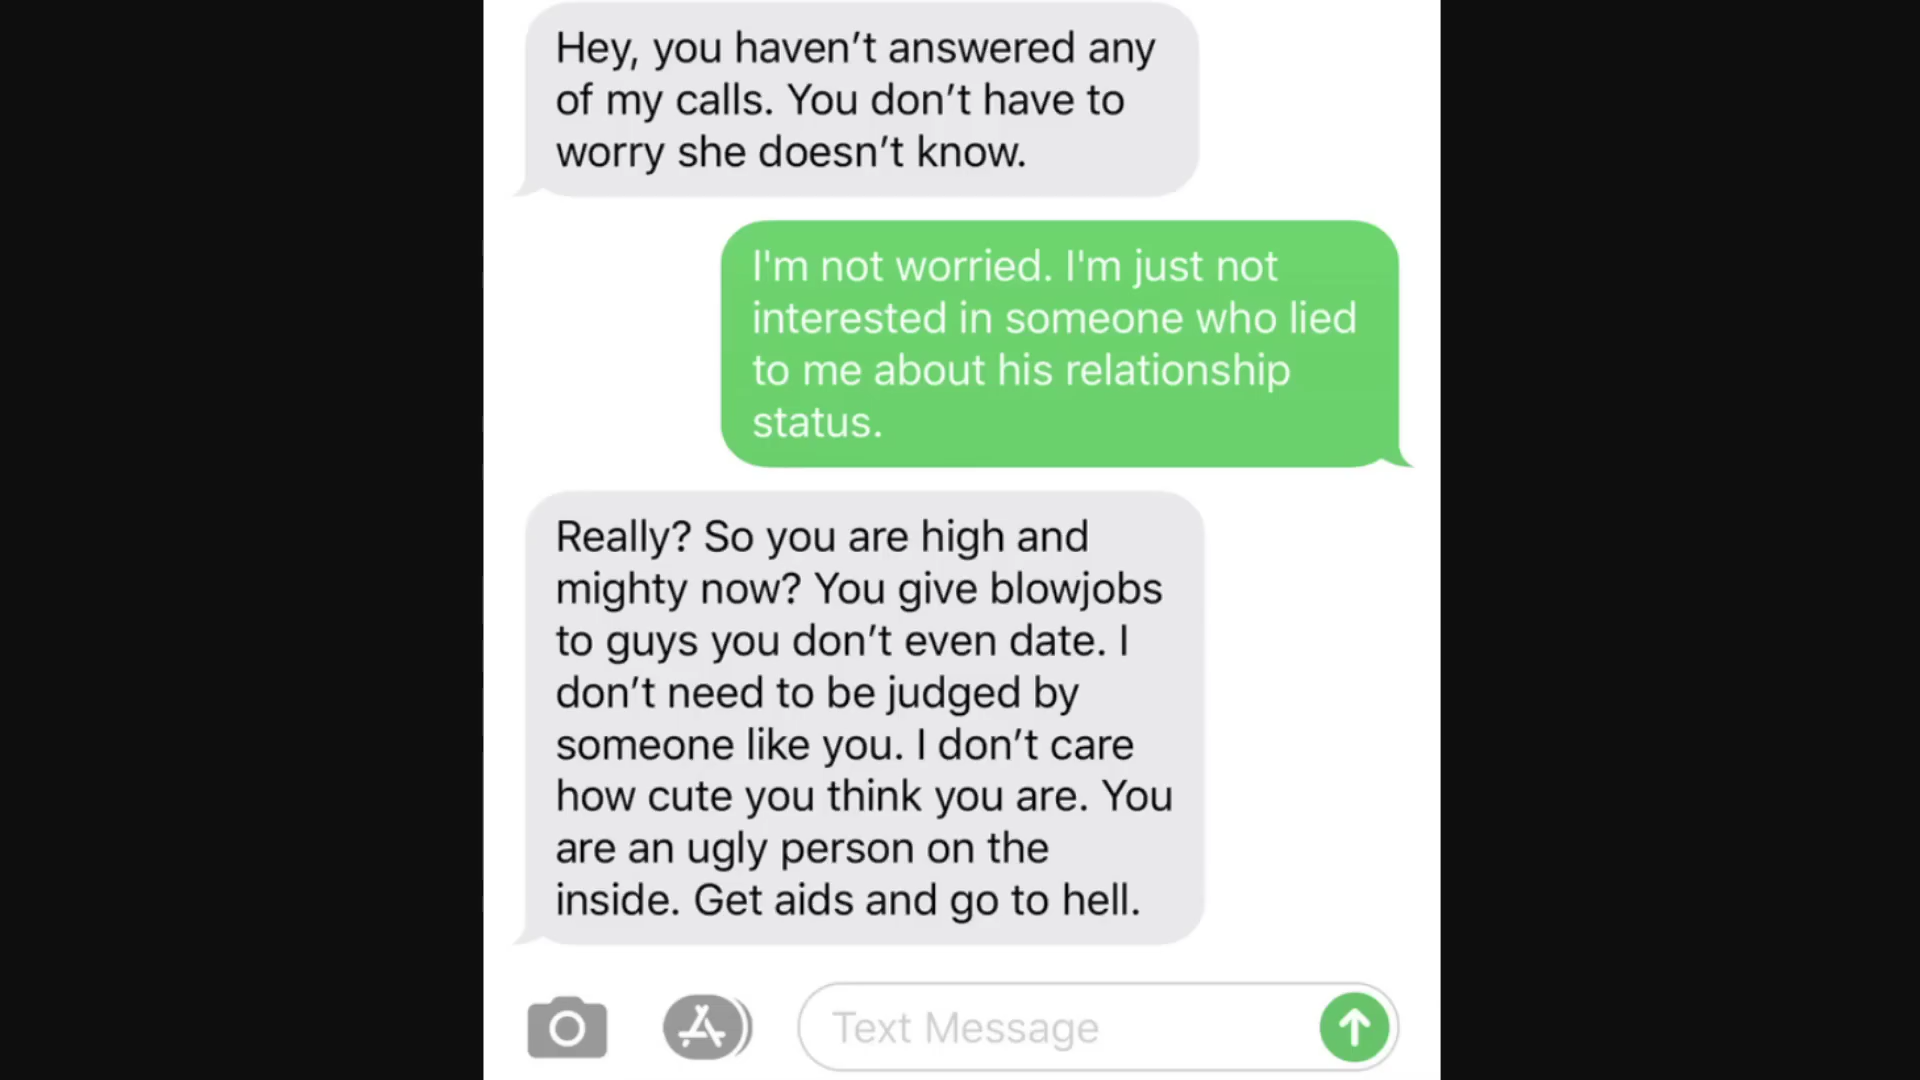 Hey, you haven’t answered any
of my calls. You don’t have to
worry she doesn’t know.
I'm not worried. I'm just not
interested in someone who lied
to me about his relationship
status.
Really? So you are high and
mighty now? You give blowjobs
to guys you don’t even date. I
don’t need to be judged by
someone like you. I don’t care
how cute you think you are. You
are an ugly person on the
inside. Get aids and go to hell.
Text Message